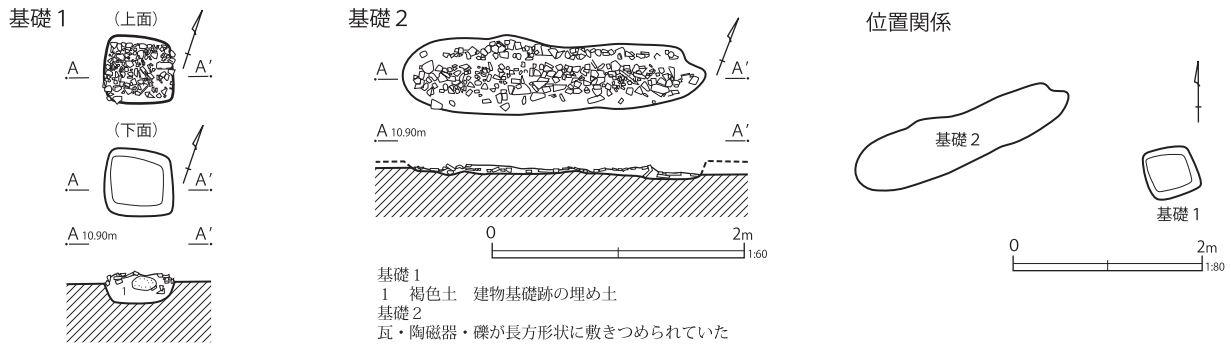 基礎1
（上面）
A A′
（下面）
A A′
A 10.90m A′
1
基礎2
A A′
A 10.90m A′
0 2m
1:60
基礎1
1　褐色土　建物基礎跡の埋め土
基礎2
瓦・陶磁器・礫が長方形状に敷きつめられていた
位置関係
基礎2
基礎1
0 2m
1:80